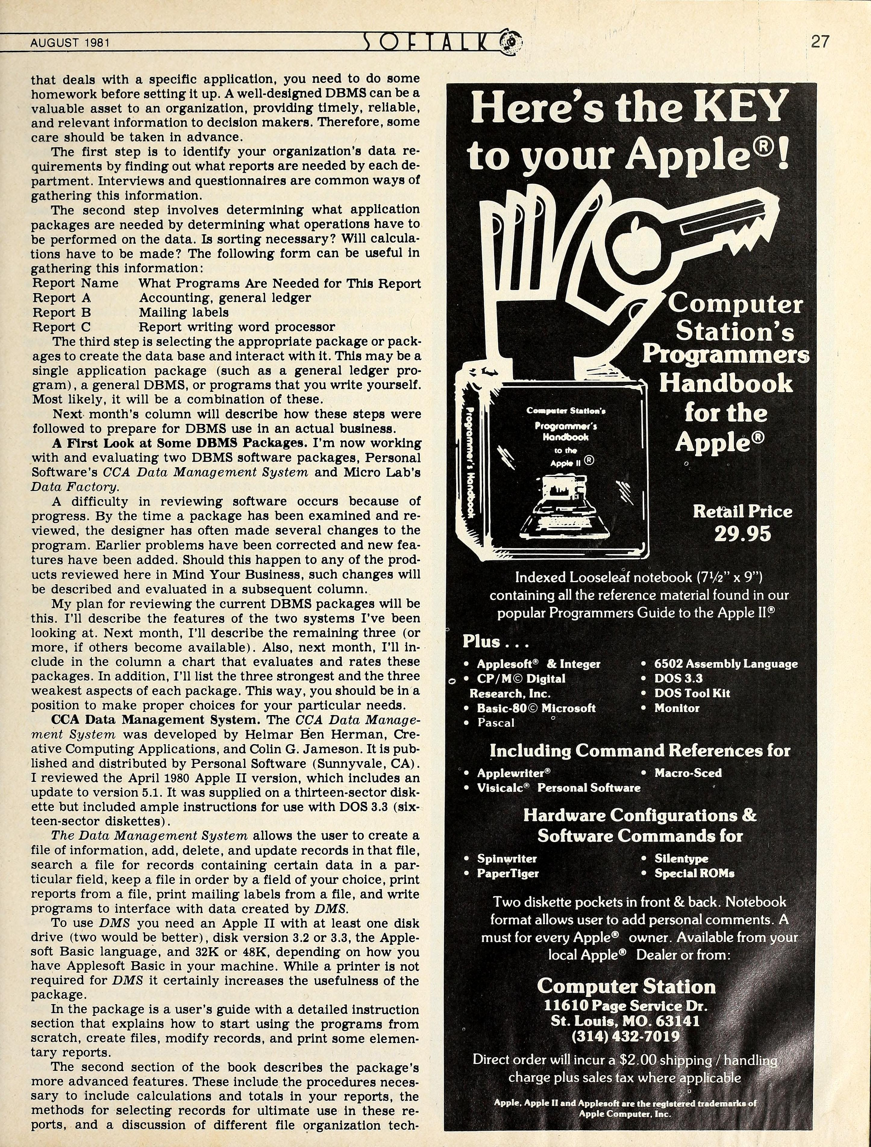 AUGUST 1981
SOFTALK
27
that deals with a specific application, you need to do some
homework before setting it up. A well-designed DBMS can be a
valuable asset to an organization, providing timely, reliable,
and relevant information to decision makers. Therefore, some
care should be taken in advance.
The first step is to identify your organization's data re-
quirements by finding out what reports are needed by each de-
partment. Interviews and questionnaires are common ways of
gathering this information.
The second step involves determining what application
packages are needed by determining what operations have to
be performed on the data. Is sorting necessary? Will calcula-
tions have to be made? The following form can be useful in
gathering this information:
Report Name What Programs Are Needed for This Report
Report A Accounting, general ledger
Report B Mailing labels
Report C Report writing word processor
The third step is selecting the appropriate package or pack-
ages to create the data base and interact with it. This may be a
single application package (such as a general ledger pro-
gram), a general DBMS, or programs that you write yourself.
Most likely, it will be a combination of these.
Next month's column will describe how these steps were
followed to prepare for DBMS use in an actual business.
A First Look at Some DBMS Packages. I'm now working
with and evaluating two DBMS software packages, Personal
Software's CCA Data Management System and Micro Lab's
Data Factory.
A difficulty in reviewing software occurs because of
progress. By the time a package has been examined and re-
viewed, the designer has often made several changes to the
program. Earlier problems have been corrected and new fea-
tures have been added. Should this happen to any of the prod-
ucts reviewed here in Mind Your Business, such changes will
be described and evaluated in a subsequent column.
My plan for reviewing the current DBMS packages will be
this. I'll describe the features of the two systems I've been
looking at. Next month, I'll describe the remaining three (or
more, if others become available). Also, next month, I'll in-
clude in the column a chart that evaluates and rates these
packages. In addition, I'll list the three strongest and the three
weakest aspects of each package. This way, you should be in a
position to make proper choices for your particular needs.
CCA Data Management System. The CCA Data Manage-
ment System was developed by Helmar Ben Herman, Cre-
ative Computing Applications, and Colin G. Jameson. It is pub-
lished and distributed by Personal Software (Sunnyvale, CA).
I reviewed the April 1980 Apple II version, which includes an
update to version 5.1. It was supplied on a thirteen-sector disk-
ette but included ample instructions for use with DOS 3.3 (six-
teen-sector diskettes).
The Data Management System allows the user to create a
file of information, add, delete, and update records in that file,
search a file for records containing certain data in a par-
ticular field, keep a file in order by a field of your choice, print
reports from a file, print mailing labels from a file, and write
programs to interface with data created by DMS.
To use DMS you need an Apple II with at least one disk
drive (two would be better), disk version 3.2 or 3.3, the Apple-
soft Basic language, and 32K or 48K, depending on how you
have Applesoft Basic in your machine. While a printer is not
required for DMS it certainly increases the usefulness of the
package.
In the package is a user's guide with a detailed instruction
section that explains how to start using the programs from
scratch, create files, modify records, and print some elemen-
tary reports.
The second section of the book describes the package's
more advanced features. These include the procedures neces-
sary to include calculations and totals in your reports, the
methods for selecting records for ultimate use in these re-
ports, and a discussion of different file organization tech-
Here's the KEY
to your Apple®!
Computer
Station's
Programmers
Handbook
for the
Apple®
Programmer's Handbook
Computer Station's
Programmer's
Handbook
to the
Apple II ®
Retail Price
29.95
Indexed Looseleaf notebook (7½" x 9")
containing all the reference material found in our
popular Programmers Guide to the Apple II®
Plus . . .
• Applesoft® & Integer
• CP/M© Digital
Research, Inc.
• Basic-80© Microsoft
• Pascal
• 6502 Assembly Language
• DOS 3.3
• DOS Tool Kit
• Monitor
Including Command References for
• Applewriter®
• Visicalc® Personal Software
• Macro-Sced
Hardware Configurations &
Software Commands for
• Spinwriter
• PaperTiger
• Silentype
• Special ROMs
Two diskette pockets in front & back. Notebook
format allows user to add personal comments. A
must for every Apple® owner. Available from your
local Apple® Dealer or from:
Computer Station
11610 Page Service Dr.
St. Louis, MO. 63141
(314) 432-7019
Direct order will incur a $2.00 shipping / handling
charge plus sales tax where applicable
Apple, Apple II and Applesoft are the registered trademarks of
Apple Computer, Inc.